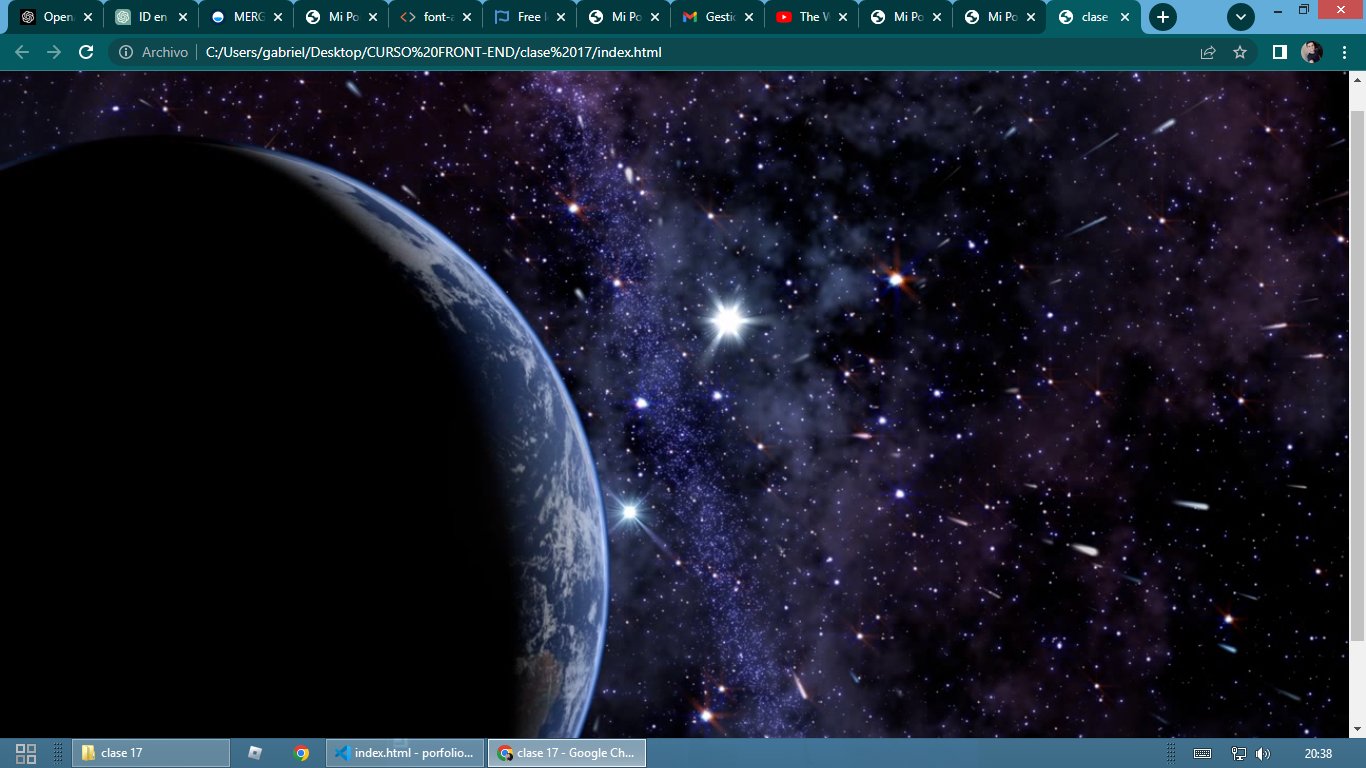 Open
ID en
MERG
Mi Po
font-a
Free I
Mi Po
Gestic
The W
Mi Po
Mi Po
clase
Archivo C:/Users/gabriel/Desktop/CURSO%20FRONT-END/clase%2017/index.html
clase 17
index.html - porfolio...
clase 17 - Google Ch...
20:38